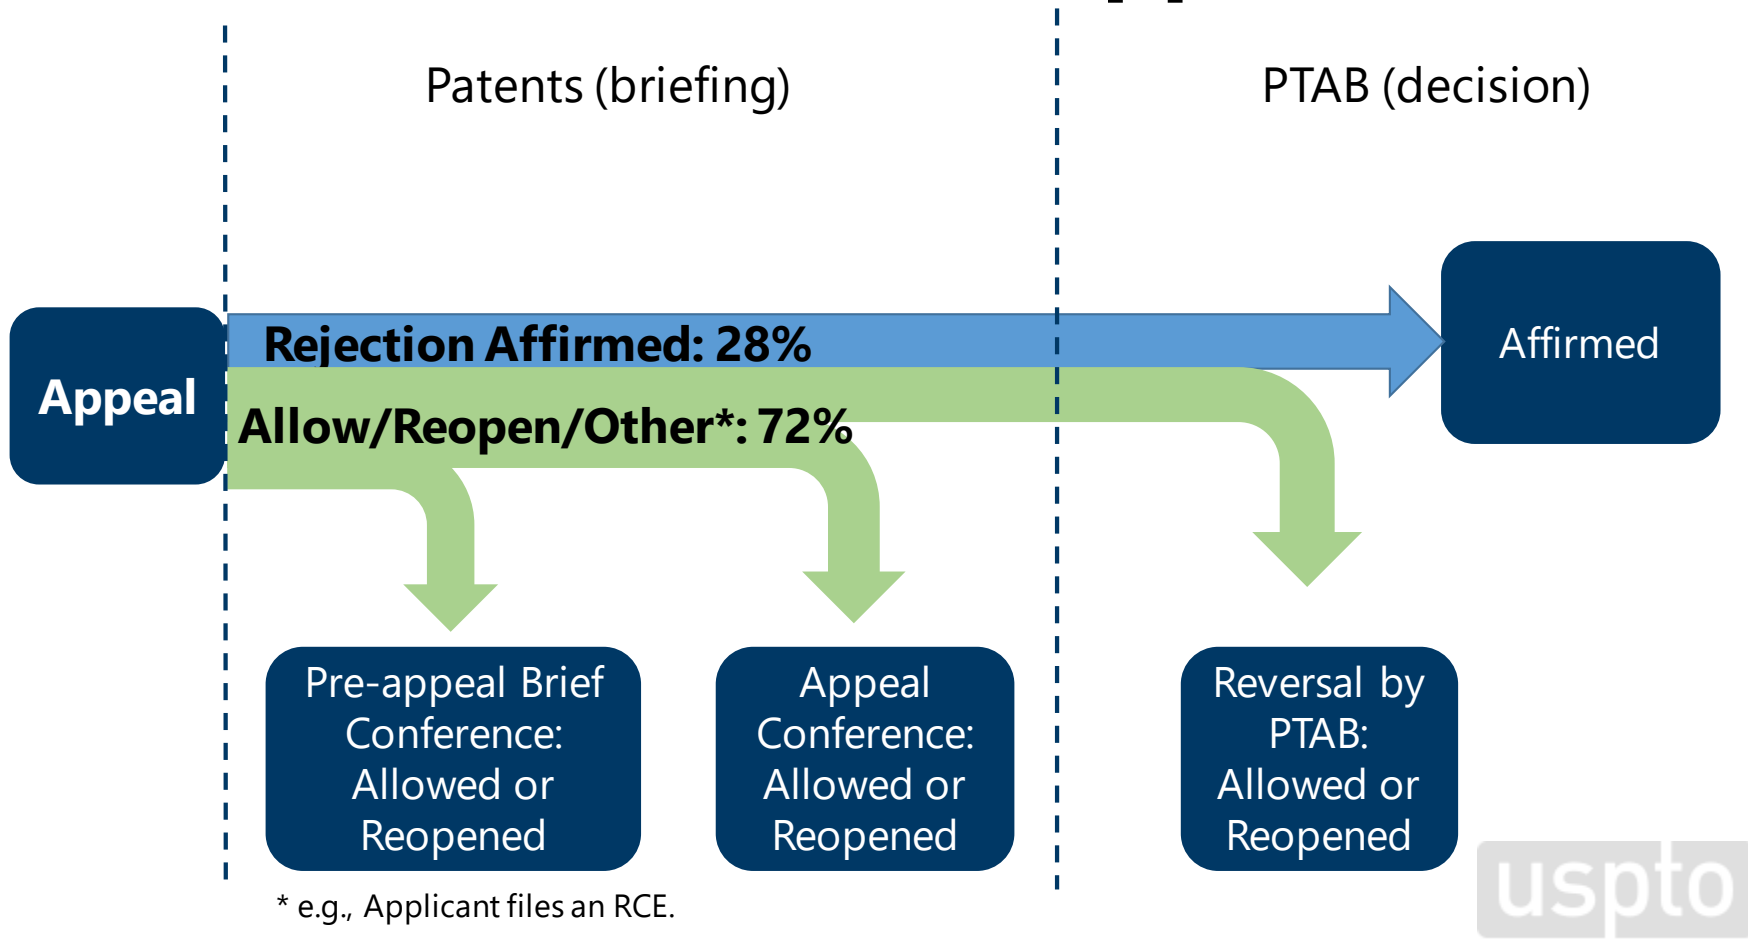 Patents (briefing)
PTAB (decision)
Rejection Affirmed: 28%
Affirmed
Appeal
Allow/Reopen/Other*: 72%
Pre-appeal Brief
Conference:
Allowed or
Reopened
Appeal
Conference:
Allowed or
Reopened
Reversal by
PTAB:
Allowed or
Reopened
* e.g., Applicant files an RCE.
uspto